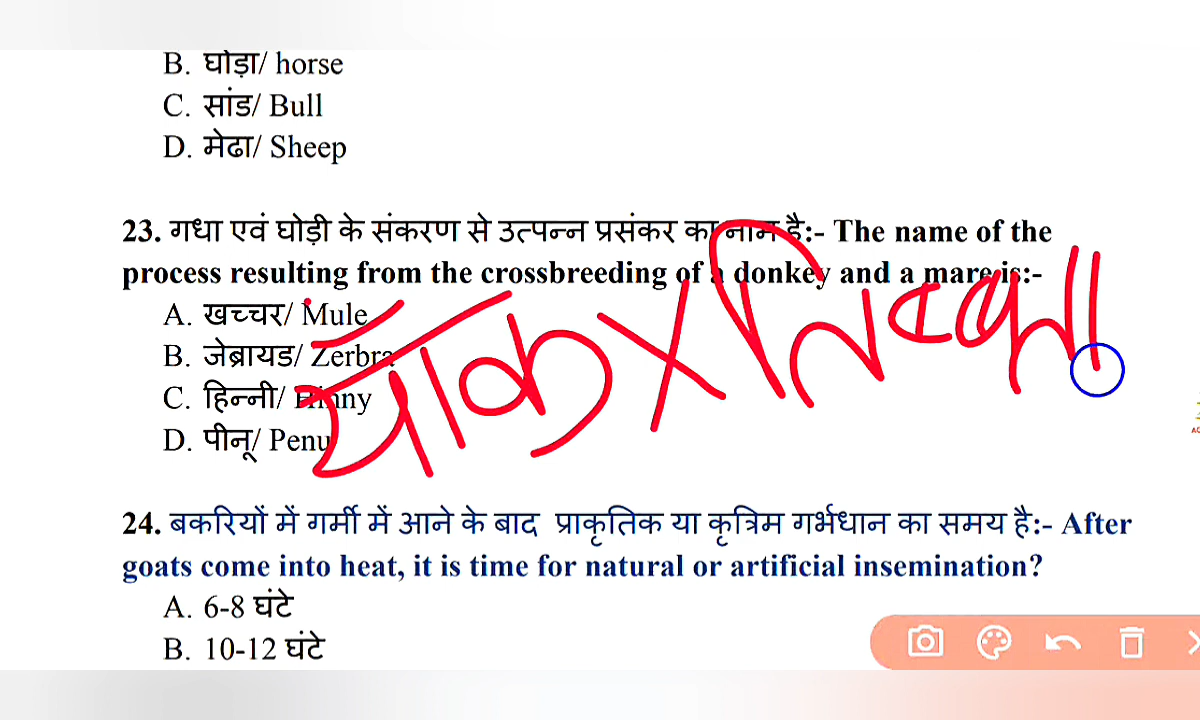 B. घोड़ा/ horse
C. सांड/ Bull
D. मेढा/ Sheep
23. गधा एवं घोड़ी के संकरण से उत्पन्न प्रसंकर का नाम है:- The name of the
process resulting from the crossbreeding of a donkey and a mare is:-
A. खच्चर/ Mule
B. जेब्रायड/ Zerbra
C. हिन्नी/ Hinny
D. पीनू/ Penu
याक X
24. बकरियों में गर्मी में आने के बाद प्राकृतिक या कृत्रिम गर्भधान का समय है:- After
goats come into heat, it is time for natural or artificial insemination?
A. 6-8 घंटे
B. 10-12 घंटे